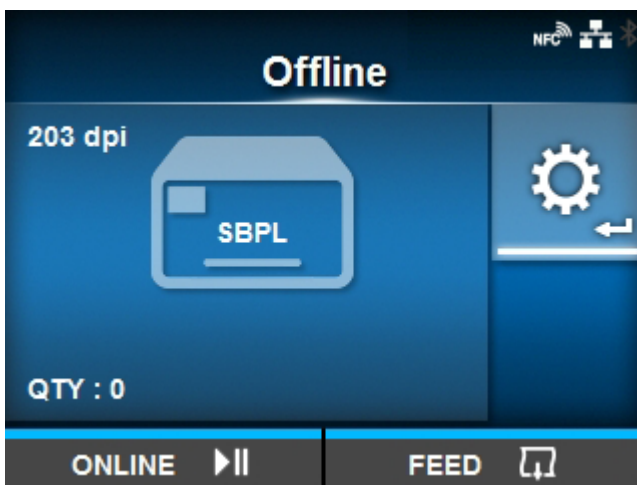 NFC
Offline
203 dpi
SBPL
QTY : 0
ONLINE
FEED